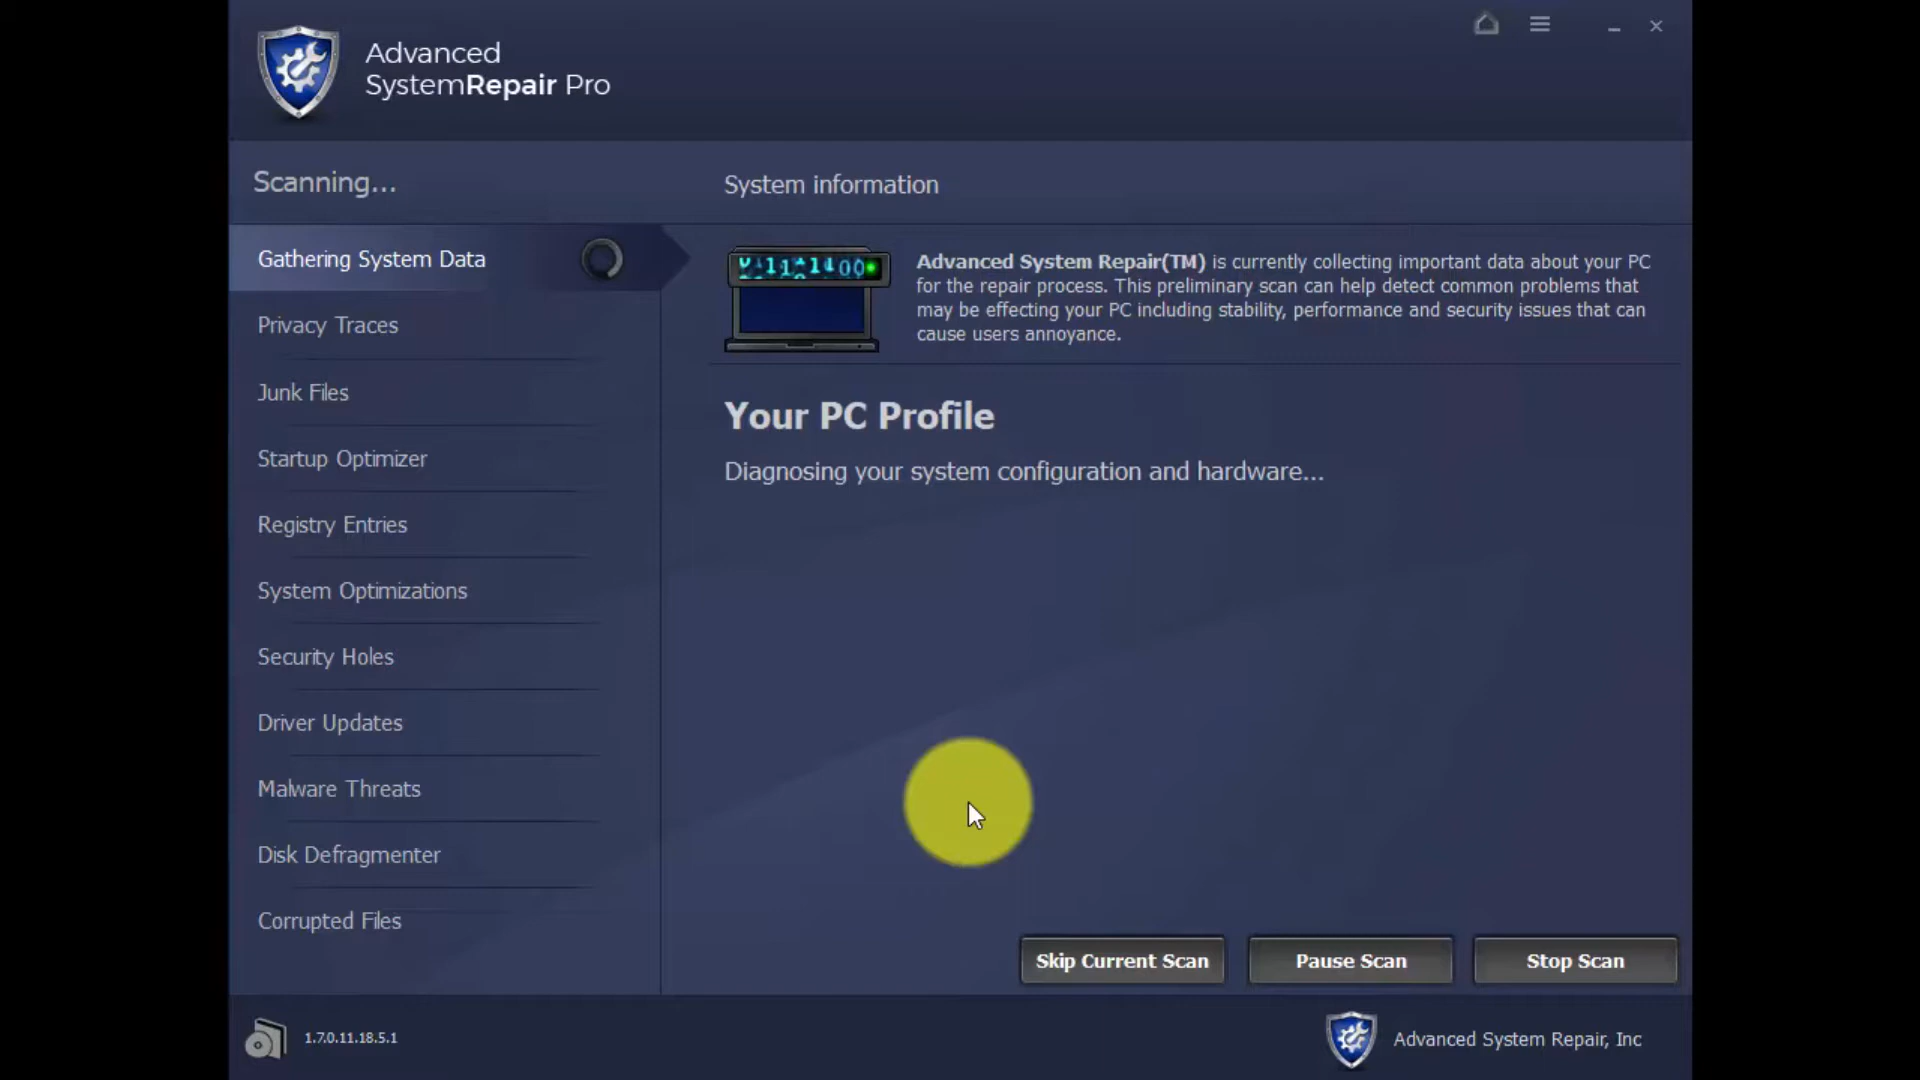 Advanced
SystemRepair Pro
Scanning...
System information
Gathering System Data
Privacy Traces
Junk Files
Startup Optimizer
Registry Entries
System Optimizations
Security Holes
Driver Updates
Malware Threats
Disk Defragmenter
Corrupted Files
Advanced System Repair(TM) is currently collecting important data about your PC
for the repair process. This preliminary scan can help detect common problems that
may be effecting your PC including stability, performance and security issues that can
cause users annoyance.
Your PC Profile
Diagnosing your system configuration and hardware...
Skip Current Scan
Pause Scan
Stop Scan
1.7.0.11.18.5.1
Advanced System Repair, Inc